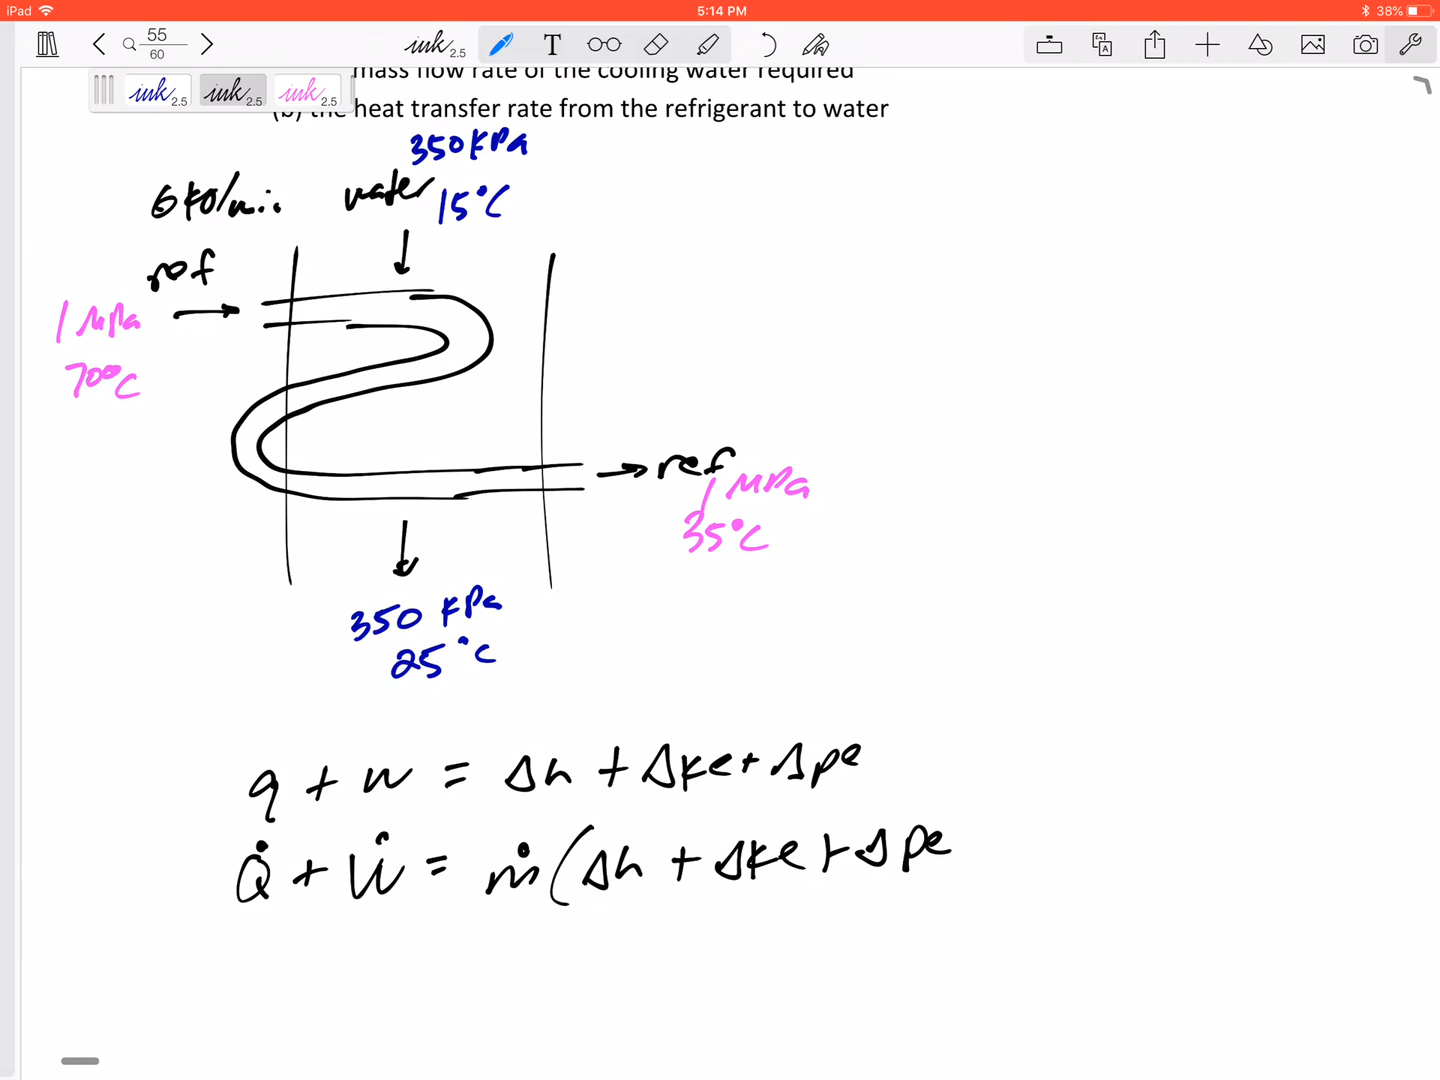 iPad
5:14 PM
38%
55
60
ink 2.5
T
ink 2.5 ink 2.5 ink 2.5
mass flow rate of the cooling water required
(b) the heat transfer rate from the refrigerant to water
350 KPa
6 kg/min water 15°C
ref
1 MPa
70°C
ref
1 MPa
35°C
350 KPa
25°C
q + w = Δh + Δke + Δpe
Q̇ + Ẇ = ṁ(Δh + Δke + Δpe